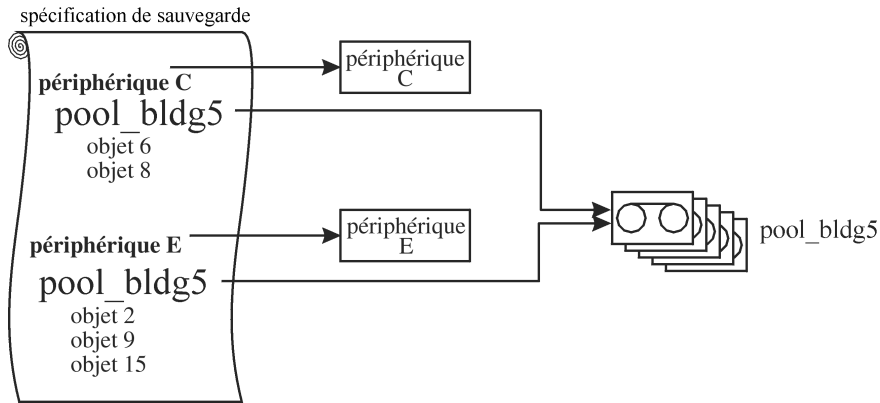 spécification de sauvegarde
périphérique C
pool_bldg5
objet 6
objet 8
périphérique E
pool_bldg5
objet 2
objet 9
objet 15
périphérique
C
périphérique
E
pool_bldg5